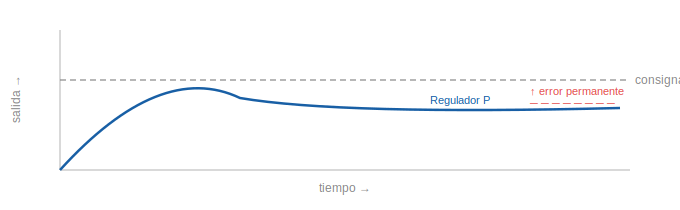 consigna
↑ error permanente
Regulador P
salida →
tiempo →